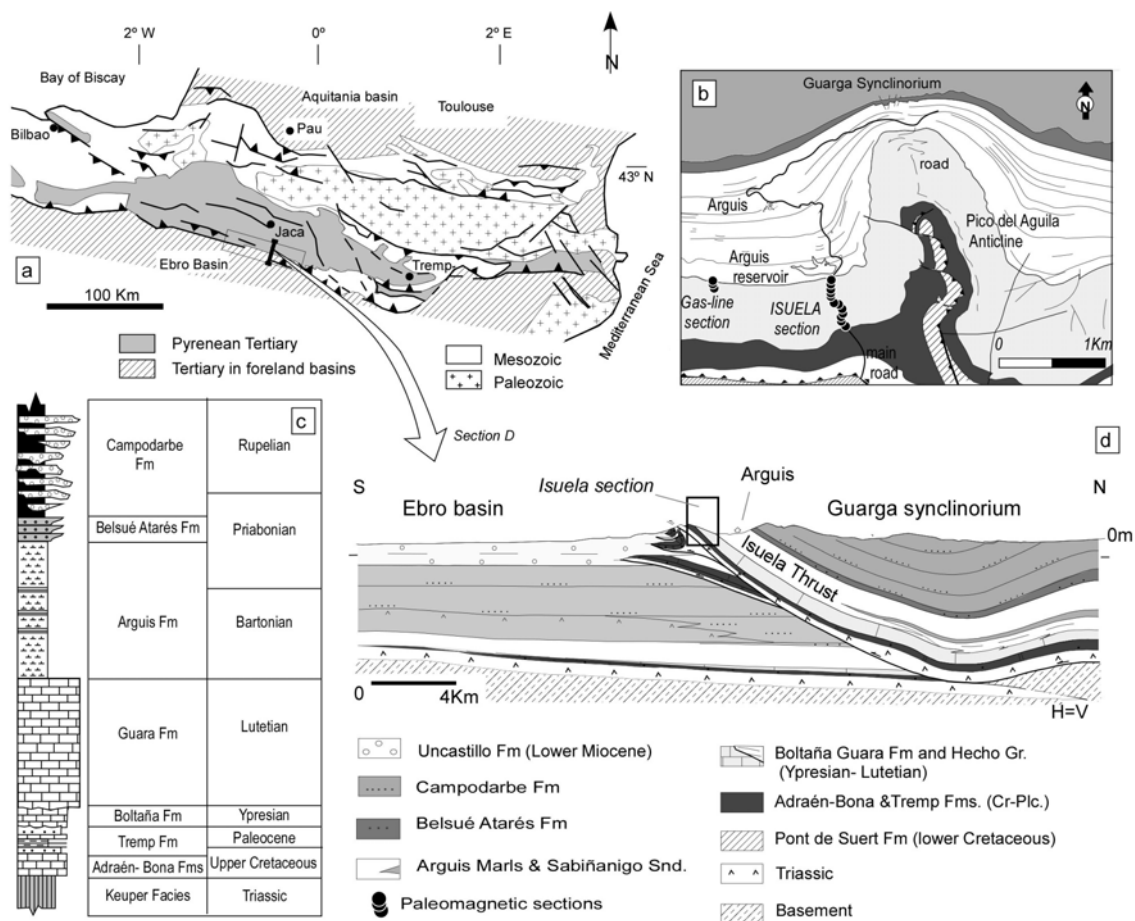 2º W
0º
2º E
N
Bay of Biscay
Aquitania basin
Toulouse
Bilbao
Pau
43º N
Jaca
Ebro Basin
Tremp
Mediterranean Sea
a
100 Km
Pyrenean Tertiary
Tertiary in foreland basins
Mesozoic
Paleozoic
Section D
b
Guarga Synclinorium
N
road
Arguis
Pico del Aguila
Anticline
Arguis
reservoir
Gas-line
section
ISUELA
section
main
road
0
1Km
c
Campodarbe
Fm
Rupelian
Belsué Atarés Fm
Priabonian
Arguis Fm
Bartonian
Guara Fm
Lutetian
Boltaña Fm
Ypresian
Tremp Fm
Paleocene
Adraén- Bona Fms
Upper Cretaceous
Keuper Facies
Triassic
d
S
Isuela section
Arguis
N
Ebro basin
Guarga synclinorium
0m
Isuela Thrust
0
4Km
H=V
Uncastillo Fm (Lower Miocene)
Campodarbe Fm
Belsué Atarés Fm
Arguis Marls & Sabiñanigo Snd.
Paleomagnetic sections
Boltaña Guara Fm and Hecho Gr.
(Ypresian- Lutetian)
Adraén-Bona &Tremp Fms. (Cr-Plc.)
Pont de Suert Fm (lower Cretaceous)
Triassic
Basement